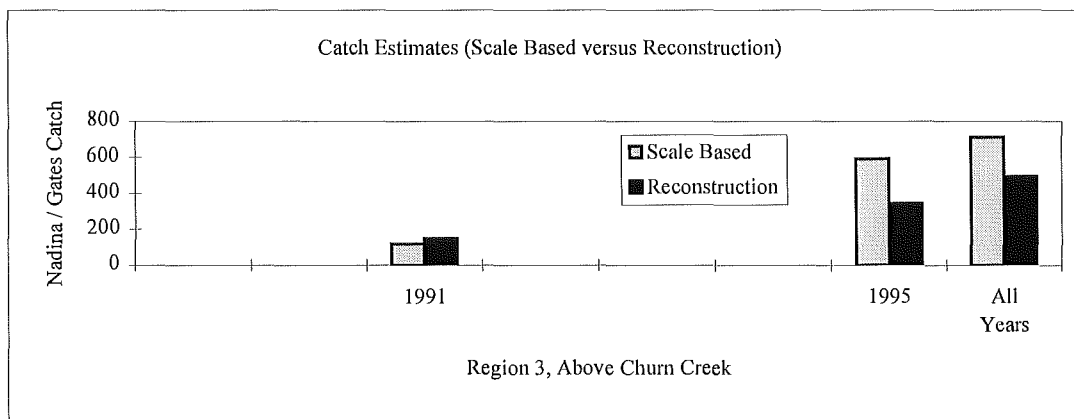 Catch Estimates (Scale Based versus Reconstruction)
Nadina / Gates Catch
800
600
400
200
0
Scale Based
Reconstruction
1991
1995
All
Years
Region 3, Above Churn Creek